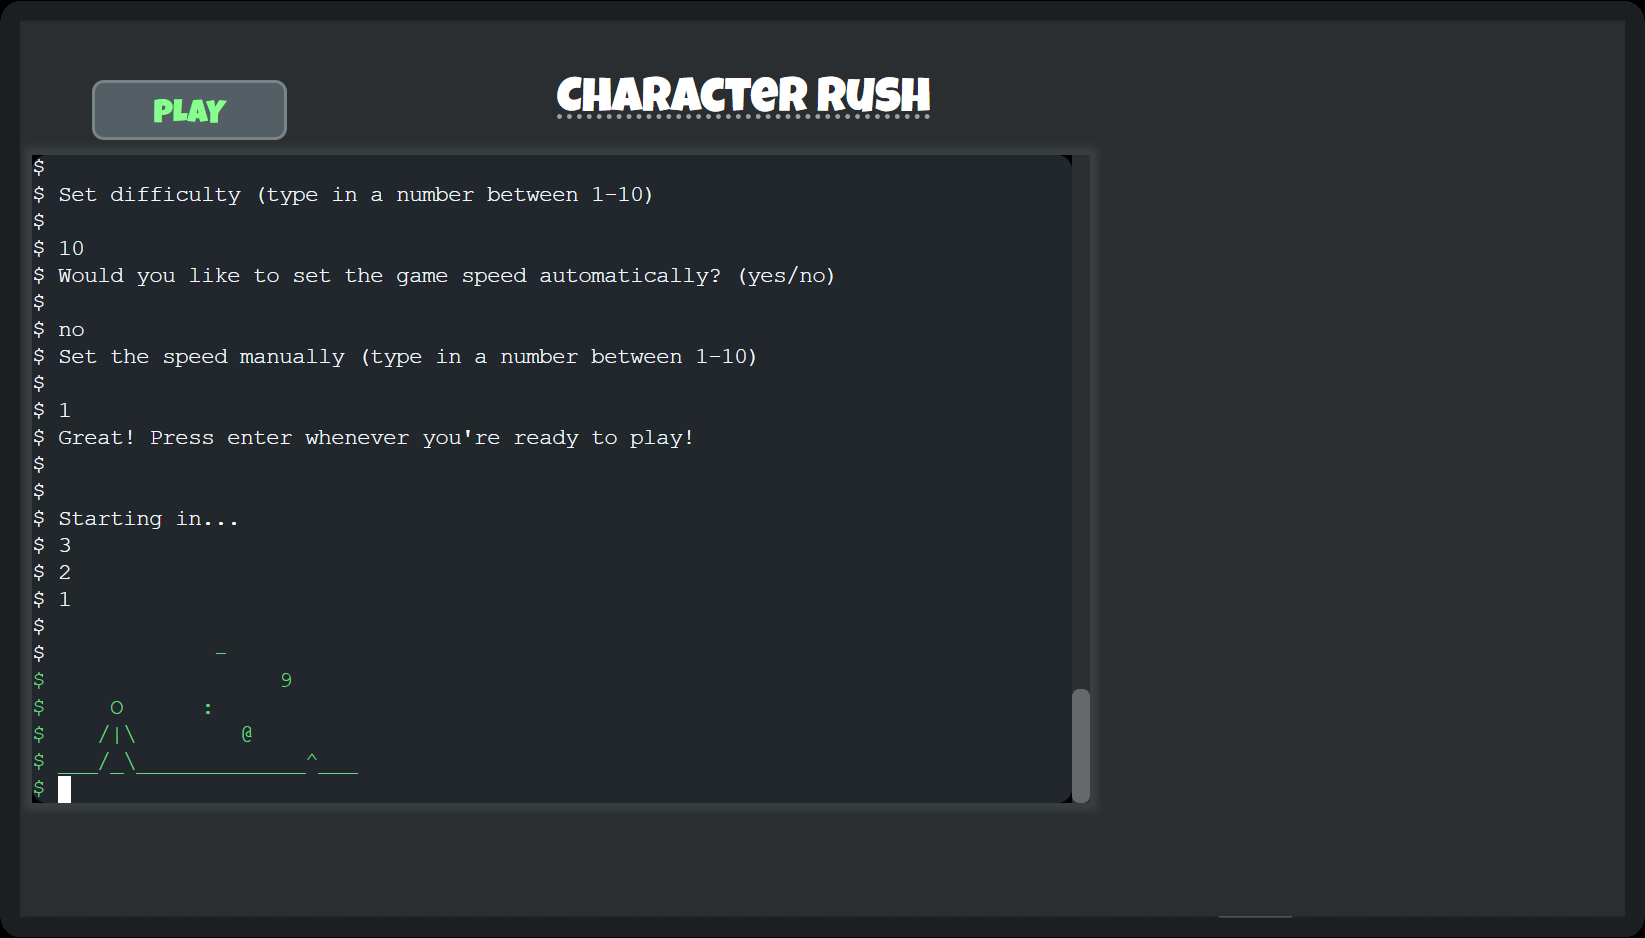 PLAY
CHARACTER RUSH
$
$ Set difficulty (type in a number between 1-10)
$
$ 10
$ Would you like to set the game speed automatically? (yes/no)
$
$ no
$ Set the speed manually (type in a number between 1-10)
$
$ 1
$ Great! Press enter whenever you're ready to play!
$
$
$ Starting in...
$ 3
$ 2
$ 1
$
$             -
$                  9
$      O      :
$     /|\        @
$  ___/_\_____________^___
$